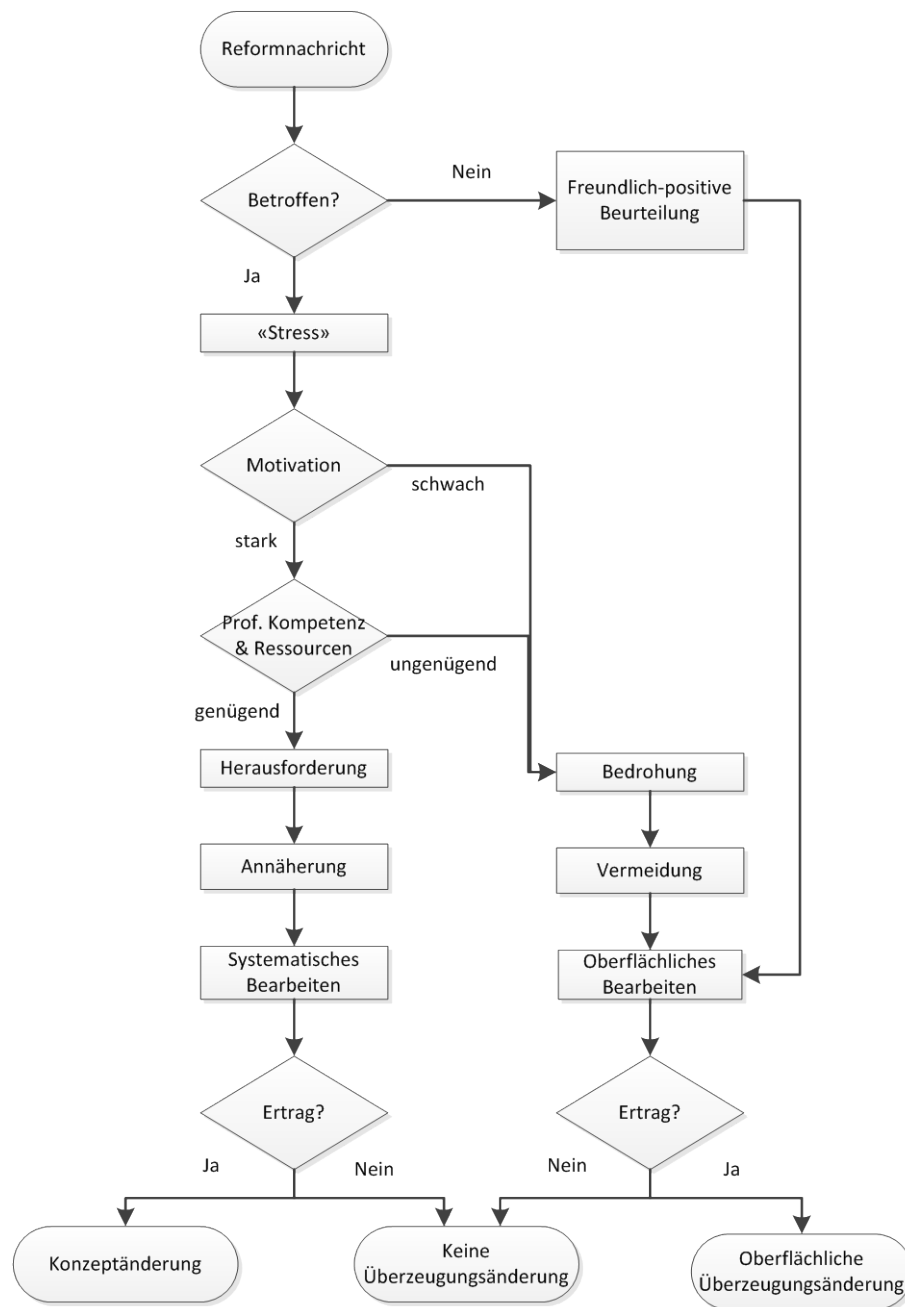 Reformnachricht
Betroffen?
Nein
Freundlich-positive
Beurteilung
Ja
«Stress»
Motivation
schwach
stark
Prof. Kompetenz
& Ressourcen
ungenügend
genügend
Herausforderung
Bedrohung
Annäherung
Vermeidung
Systematisches
Bearbeiten
Oberflächliches
Bearbeiten
Ertrag?
Ertrag?
Ja
Nein
Nein
Ja
Konzeptänderung
Keine
Überzeugungsänderung
Oberflächliche
Überzeugungsänderung